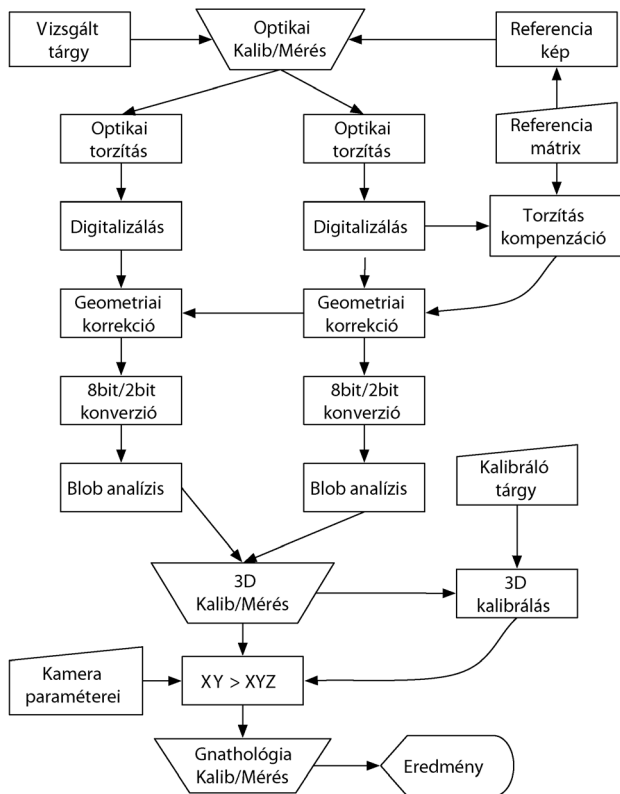 Vizsgált
tárgy
Optikai
Kalib/Mérés
Referencia
kép
Optikai
torzítás
Optikai
torzítás
Referencia
mátrix
Digitalizálás
Digitalizálás
Torzítás
kompenzáció
Geometriai
korrekció
Geometriai
korrekció
8bit/2bit
konverzió
8bit/2bit
konverzió
Blob analízis
Blob analízis
Kalibráló
tárgy
3D
Kalib/Mérés
3D
kalibrálás
Kamera
paraméterei
XY > XYZ
Gnathológia
Kalib/Mérés
Eredmény